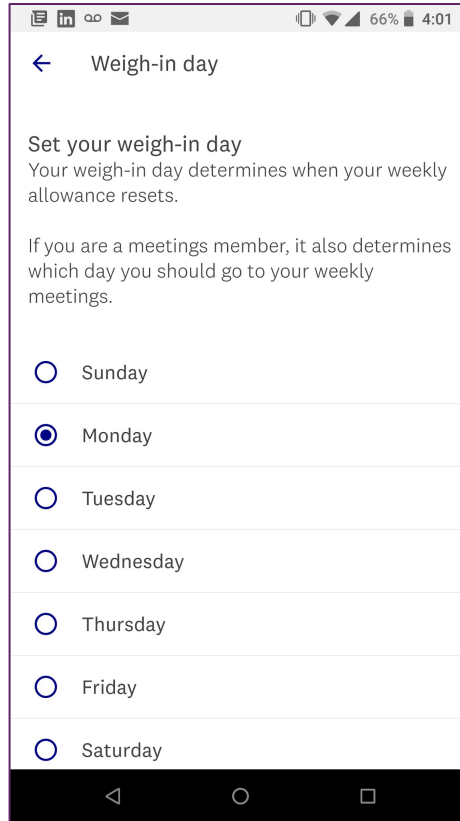 in 66% 4:01
Weigh-in day
Set your weigh-in day
Your weigh-in day determines when your weekly
allowance resets.
If you are a meetings member, it also determines
which day you should go to your weekly
meetings.
Sunday
Monday
Tuesday
Wednesday
Thursday
Friday
Saturday